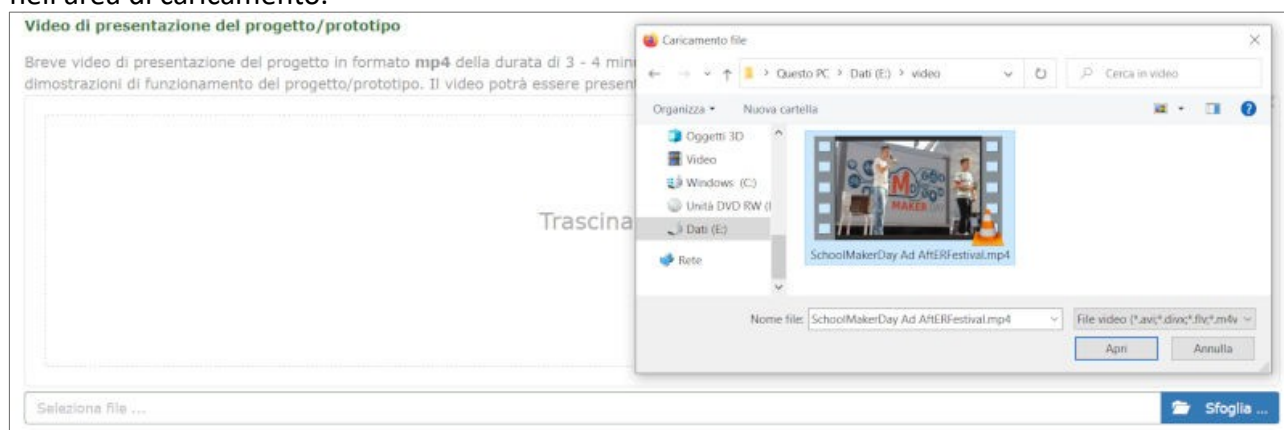 nell'area di caricamento.
Video di presentazione del progetto/prototipo
Breve video di presentazione del progetto in formato mp4 della durata di 3 - 4
dimostrazioni di funzionamento del progetto/prototipo. Il video potrà essere
Trascina
Seleziona file ...
Sfoglia ...
Caricamento file
Questo PC > Dati (E:) > video
Cerca in video
Organizza
Nuova cartella
Oggetti 3D
Video
Windows (C:)
Unità DVD RW
Dati (E:)
Rete
MAKER
SchoolMakerDay Ad AftERFestival.mp4
Nome file: SchoolMakerDay Ad AftERFestival.mp4
File video (*.avi;*.divx;*.flv;*.m4v
Apri
Annulla